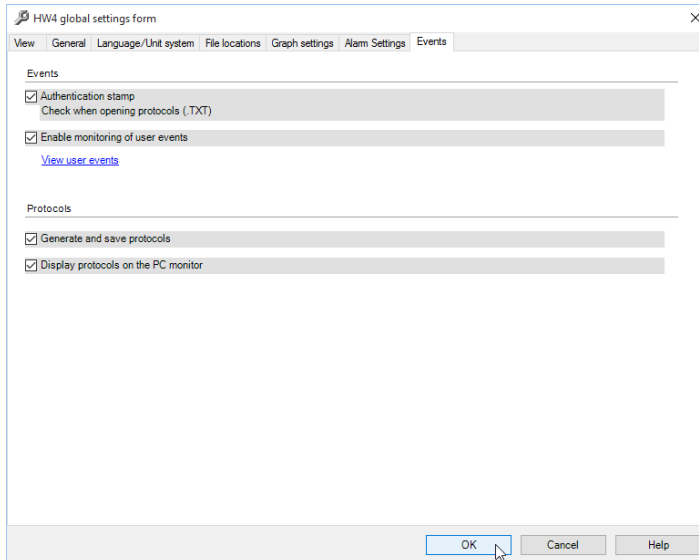 HW4 global settings form
View General Language/Unit system File locations Graph settings Alarm Settings Events
Events
Authentication stamp
Check when opening protocols (.TXT)
Enable monitoring of user events
View user events
Protocols
Generate and save protocols
Display protocols on the PC monitor
OK Cancel Help